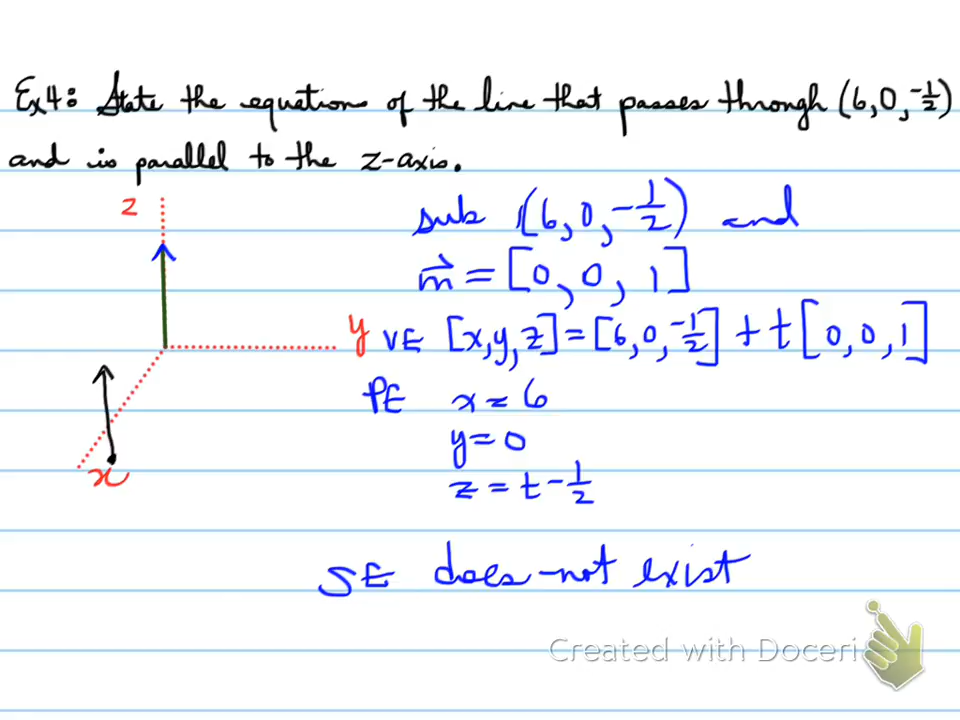 Ex4: State the equations of the line that passes through (6,0,-1/2)
and is parallel to the z-axis.
z
sub (6,0,-1/2) and
m⃗ = [0, 0, 1]
y
VE [x,y,z] = [6,0,-1/2] + t[0,0,1]
PE x = 6
y = 0
x
z = t - 1/2
SE does not exist
Created with Doceri